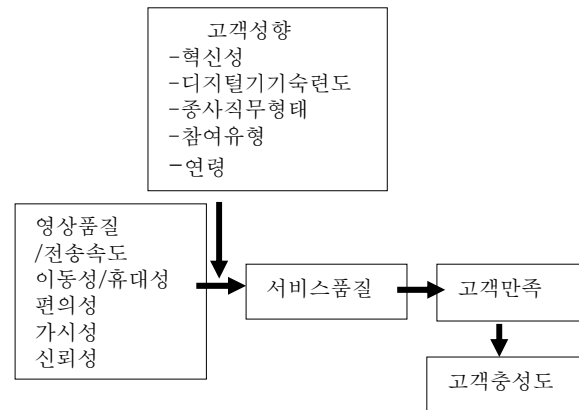 고객성향
-혁신성
-디지털기기숙련도
-종사직무형태
-참여유형
-연령
영상품질
/전송속도
이동성/휴대성
편의성
가시성
신뢰성
서비스품질
고객만족
고객충성도